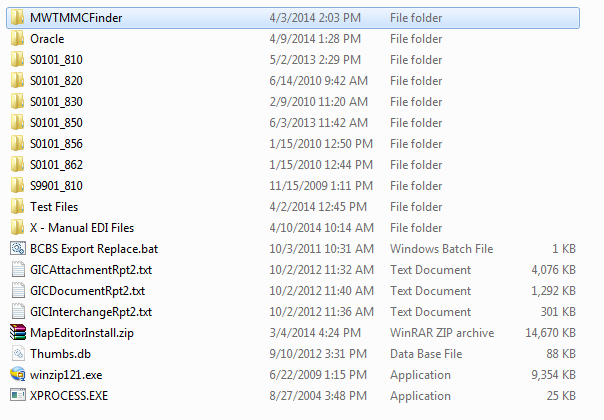 MWTMMCFinder 4/3/2014 2:03 PM File folder
Oracle 4/9/2014 1:28 PM File folder
S0101_810 5/2/2013 2:29 PM File folder
S0101_820 6/14/2010 9:42 AM File folder
S0101_830 2/9/2010 11:20 AM File folder
S0101_850 6/3/2013 11:42 AM File folder
S0101_856 1/15/2010 12:50 PM File folder
S0101_862 1/15/2010 12:44 PM File folder
S9901_810 11/15/2009 1:11 PM File folder
Test Files 4/2/2014 12:45 PM File folder
X - Manual EDI Files 4/10/2014 10:14 AM File folder
BCBS Export Replace.bat 10/3/2011 10:31 AM Windows Batch File 1 KB
GICAttachmentRpt2.txt 10/2/2012 11:32 AM Text Document 4,076 KB
GICDocumentRpt2.txt 10/2/2012 11:40 AM Text Document 1,292 KB
GICInterchangeRpt2.txt 10/2/2012 11:36 AM Text Document 301 KB
MapEditorInstall.zip 3/4/2014 4:24 PM WinRAR ZIP archive 14,670 KB
Thumbs.db 9/10/2012 3:31 PM Data Base File 88 KB
winzip121.exe 6/22/2009 1:15 PM Application 9,354 KB
XPROCESS.EXE 8/27/2004 3:48 PM Application 25 KB